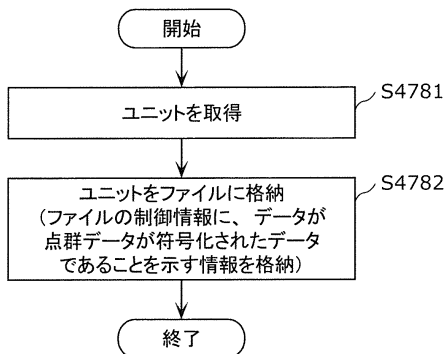 開始
S4781
ユニットを取得
S4782
ユニットをファイルに格納
(ファイルの制御情報に、データが
点群データが符号化されたデータ
であることを示す情報を格納)
終了